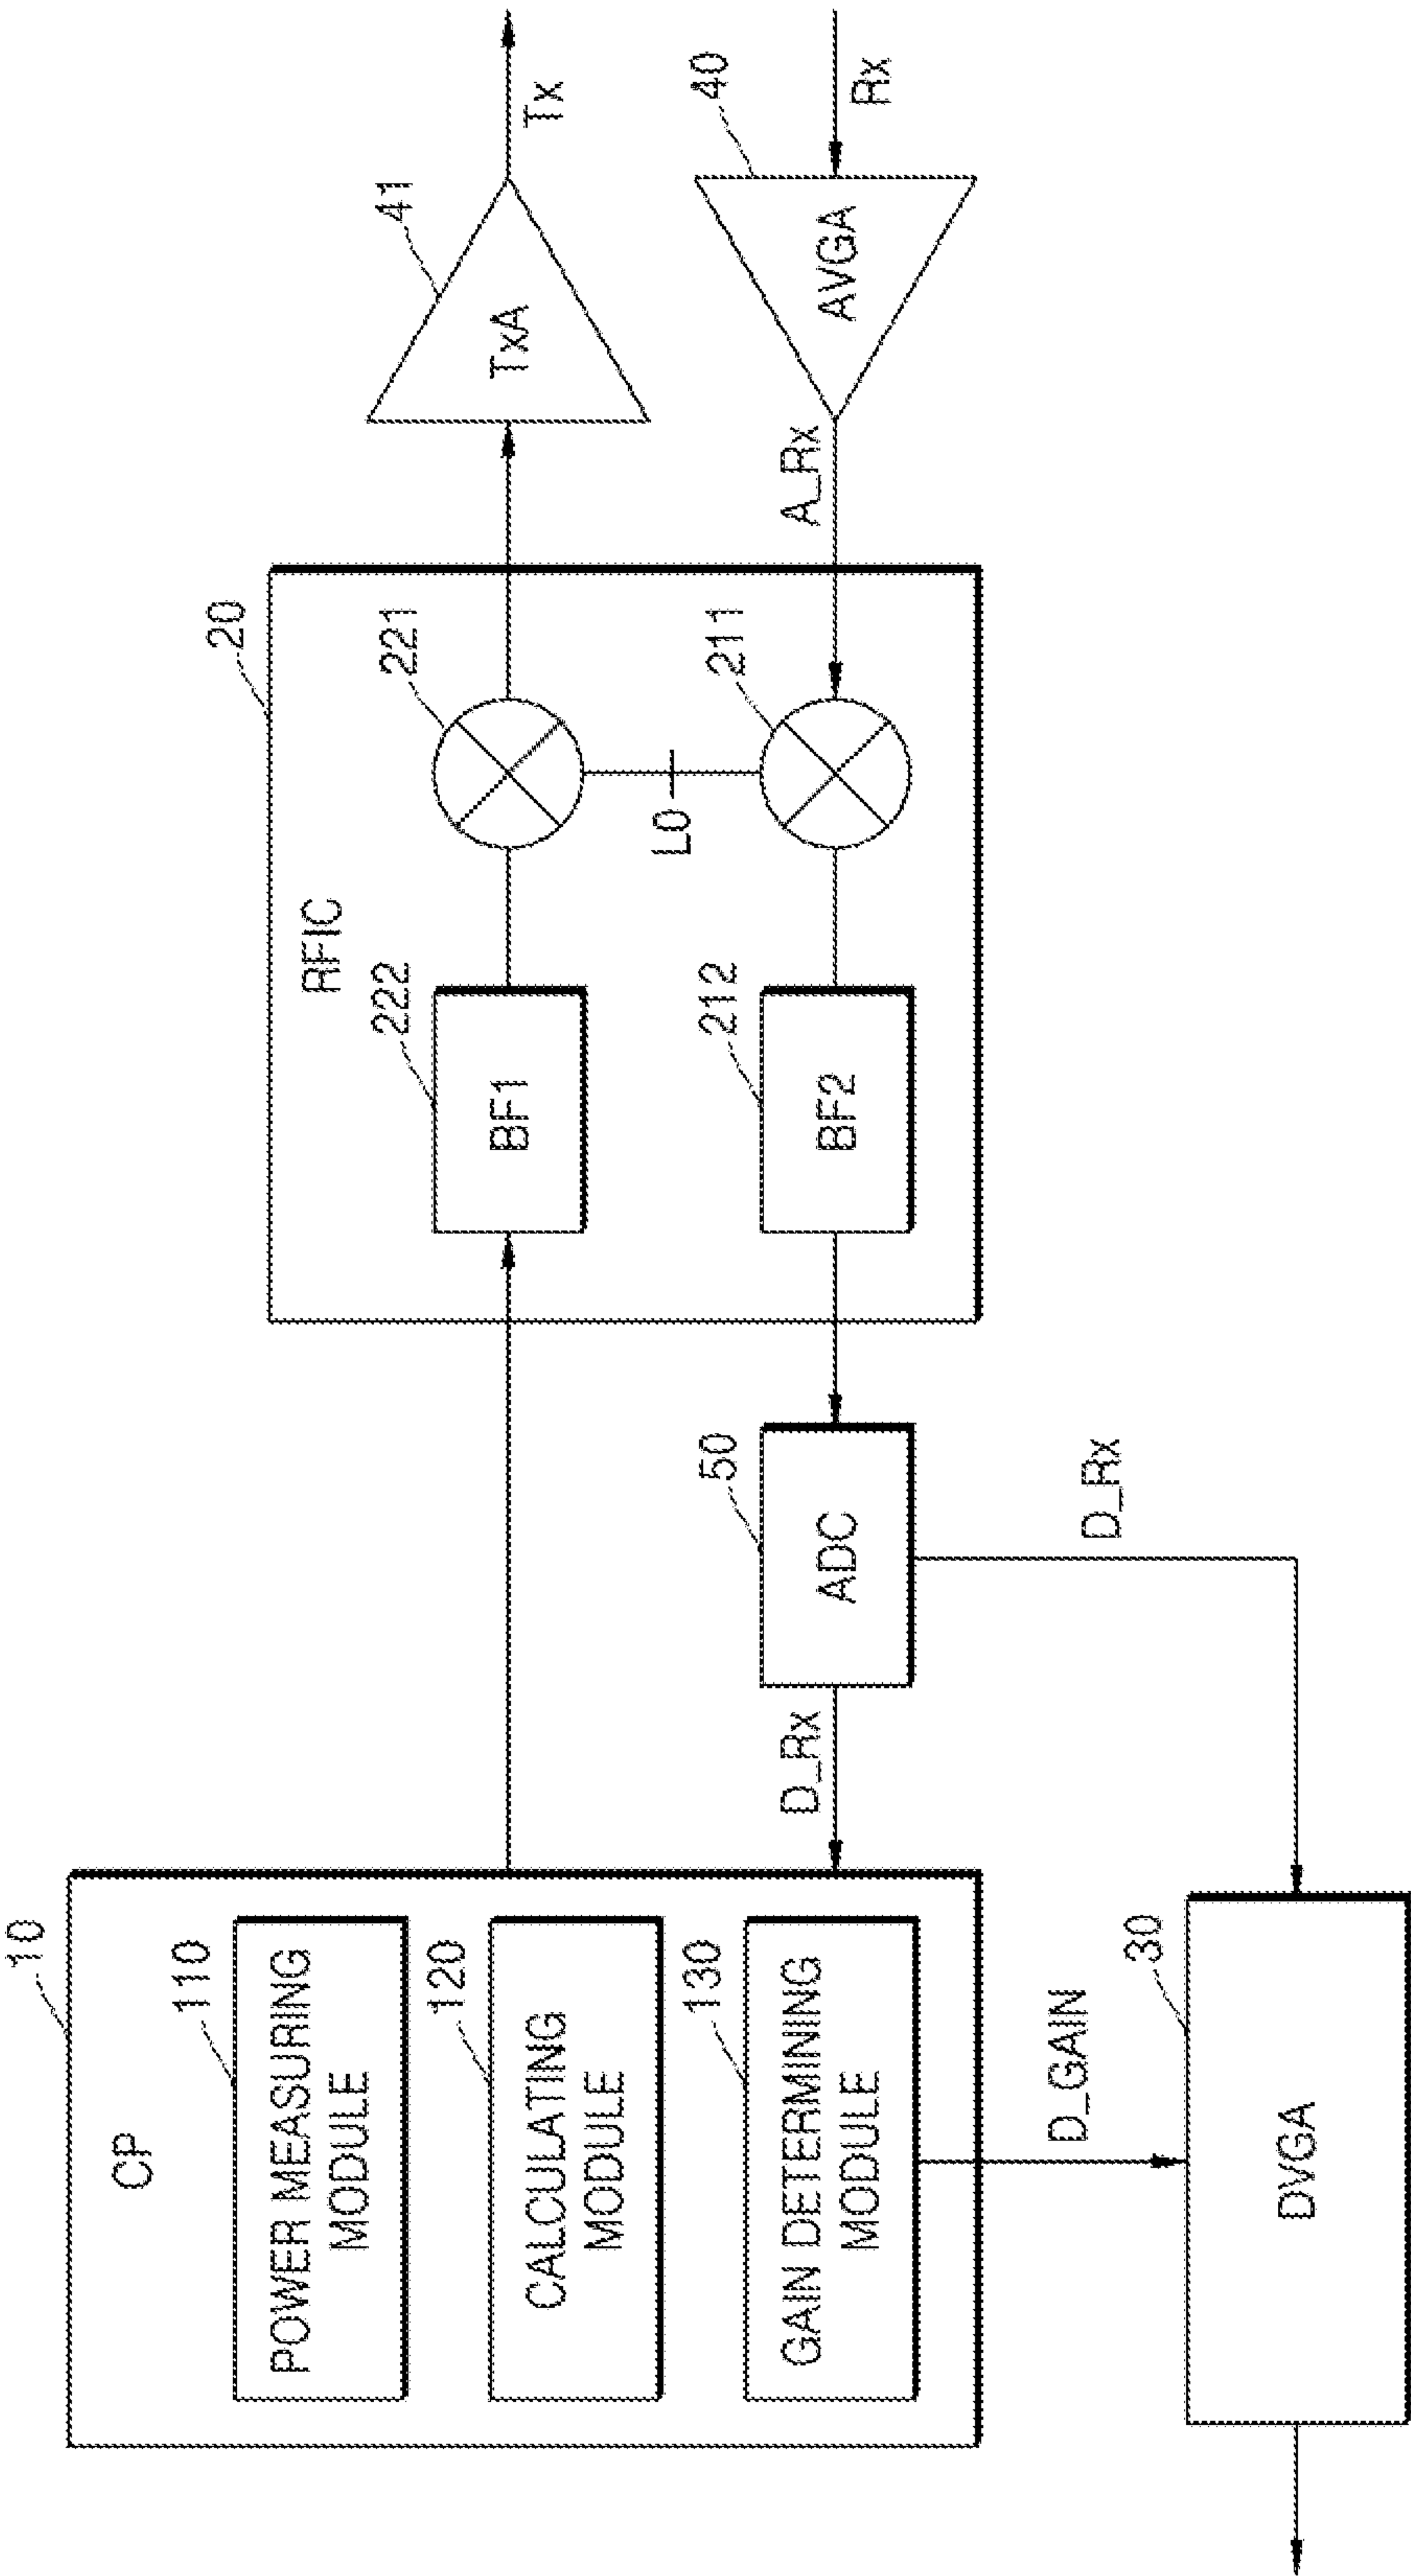 10
CP
110
POWER MEASURING
MODULE
120
CALCULATING
MODULE
130
GAIN DETERMINING
MODULE
20
RFIC
222
BF1
221
41
TxA
Tx
L0
D_Rx
50
ADC
212
BF2
211
A_Rx
40
AVGA
Rx
D_GAIN
D_Rx
30
DVGA